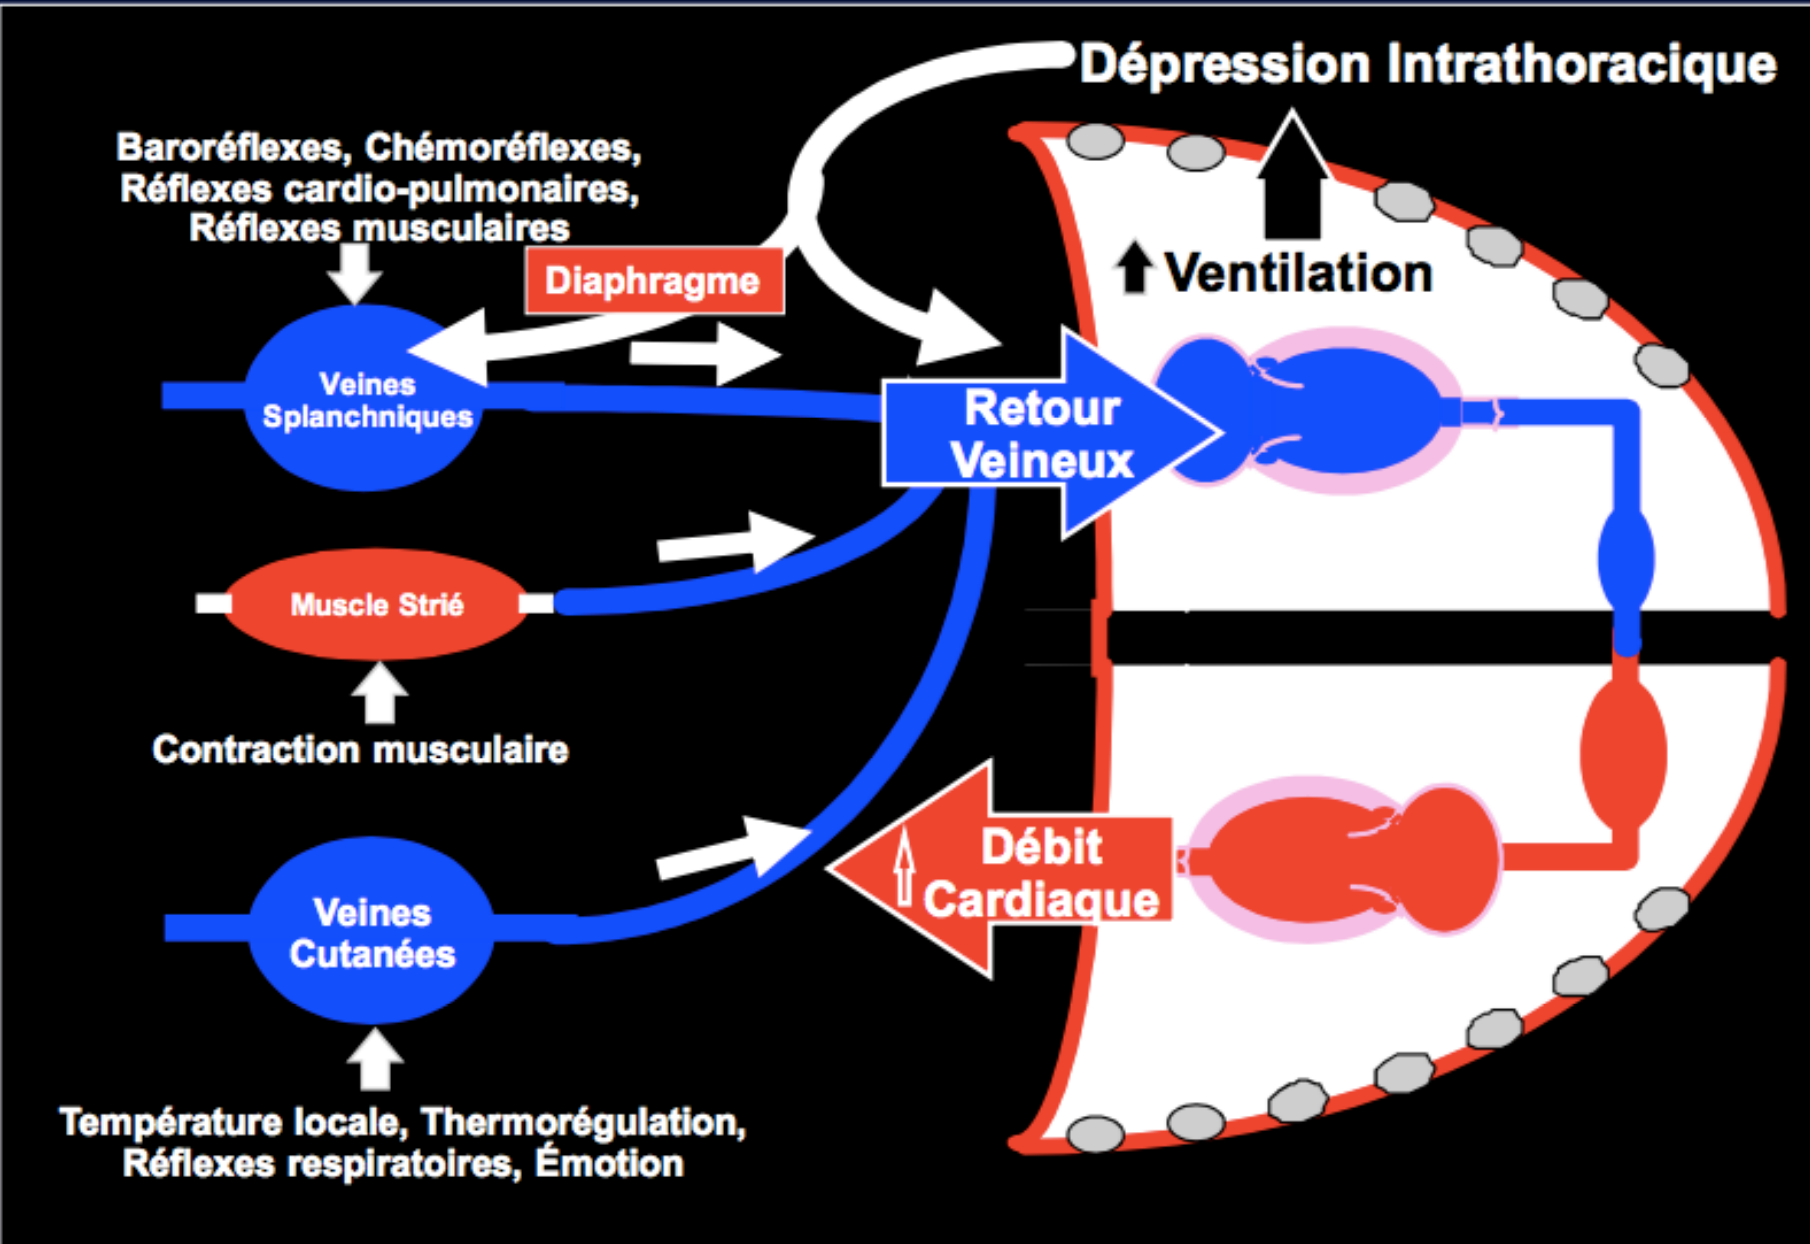 Dépression Intrathoracique
Baroréflexes, Chémoréflexes,
Réflexes cardio-pulmonaires,
Réflexes musculaires
Diaphragme
Ventilation
Veines
Splanchniques
Retour
Veineux
Muscle Strié
Contraction musculaire
Débit
Cardiaque
Veines
Cutanées
Température locale, Thermorégulation,
Réflexes respiratoires, Émotion